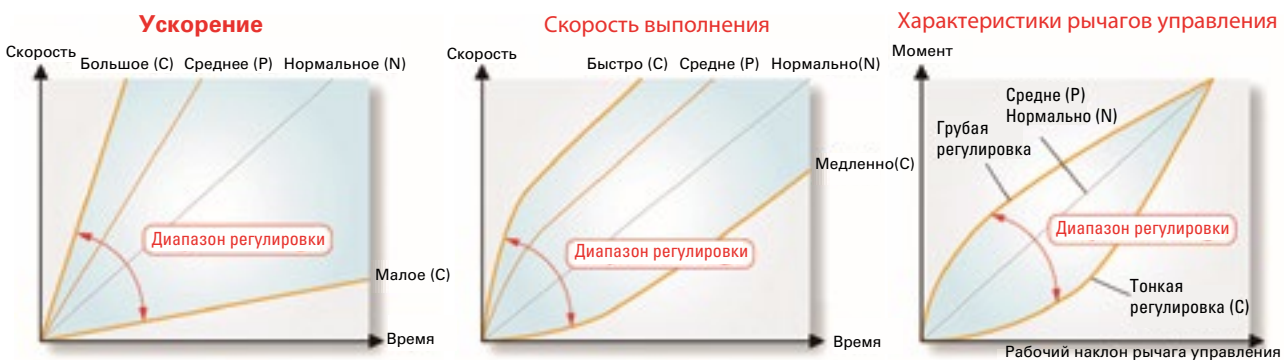 Ускорение
Скорость
Большое (C) Среднее (P) Нормальное (N)
Диапазон регулировки
Малое (C)
Время
Скорость выполнения
Скорость
Быстро (C) Средне (P) Нормально(N)
Медленно(C)
Диапазон регулировки
Время
Характеристики рычагов управления
Момент
Средне (P)
Нормально (N)
Грубая
регулировка
Диапазон регулировки
Тонкая
регулировка (C)
Рабочий наклон рычага управления